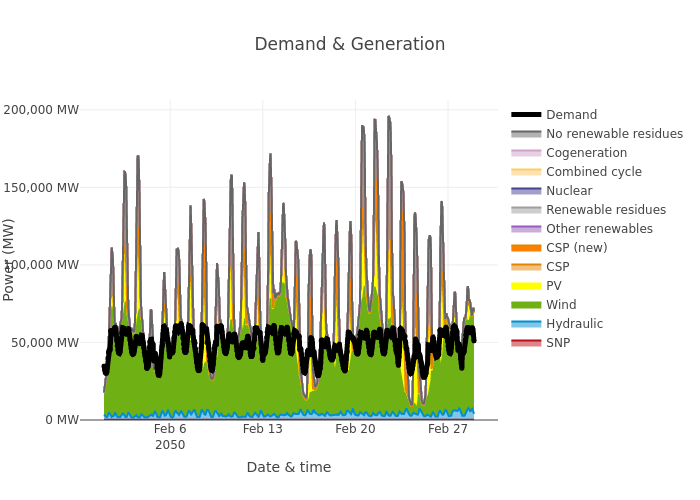 Demand & Generation
200,000 MW
150,000 MW
100,000 MW
50,000 MW
0 MW
Power (MW)
Feb 6
2050
Feb 13
Feb 20
Feb 27
Date & time
Demand
No renewable residues
Cogeneration
Combined cycle
Nuclear
Renewable residues
Other renewables
CSP (new)
CSP
PV
Wind
Hydraulic
SNP